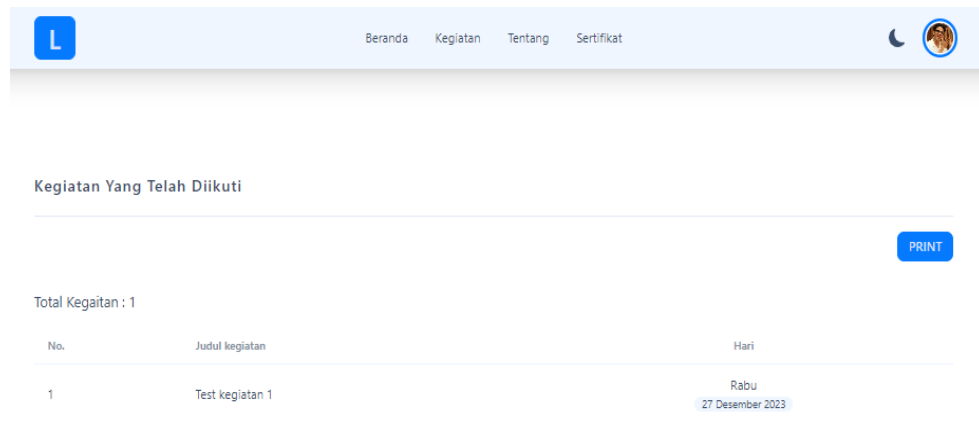 L Beranda Kegiatan Tentang Sertifikat
Kegiatan Yang Telah Diikuti
PRINT
Total Kegaitan : 1
No. Judul kegiatan Hari
1 Test kegiatan 1 Rabu
27 Desember 2023